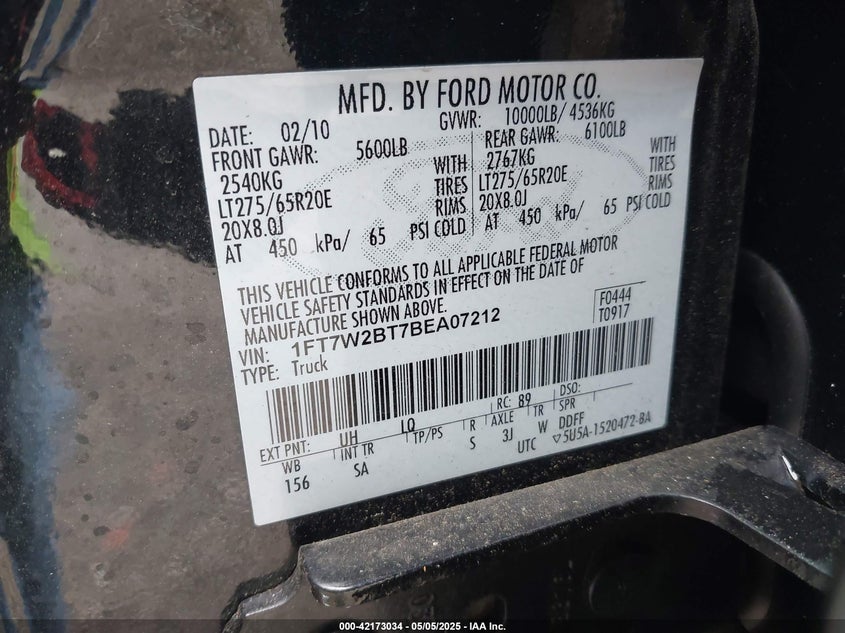 MFD. BY FORD MOTOR CO.
DATE: 02/10 GVWR: 10000LB/ 4536KG
FRONT GAWR: 5600LB REAR GAWR: 6100LB
2540KG WITH 2767KG WITH
LT275/65R20E TIRES LT275/65R20E TIRES
20X8.0J RIMS 20X8.0J RIMS
AT 450 kPa/ 65 PSI COLD AT 450 kPa/ 65 PSI COLD
THIS VEHICLE CONFORMS TO ALL APPLICABLE FEDERAL MOTOR
VEHICLE SAFETY STANDARDS IN EFFECT ON THE DATE OF
MANUFACTURE SHOWN ABOVE.
F0444
T0917
VIN: 1FT7W2BT7BEA07212
TYPE: Truck
EXT PNT: UH LQ RC: 89 DSO:
WB INT TR TP/PS R AXLE TR SPR
156 SA S 3J W DDFF
UTC ▽5U5A-1520472-BA
000-42173034 - 05/05/2025 - IAA Inc.